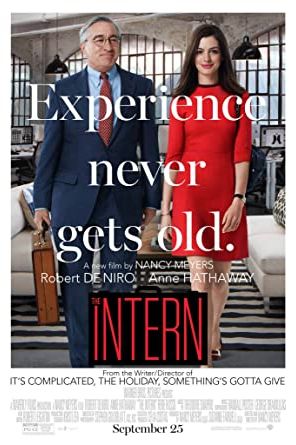 Experience
never
gets old.
A new film by NANCY MEYERS
Robert DE NIRO Anne HATHAWAY
THE
INTERN
From the Writer/Director of
IT'S COMPLICATED, THE HOLIDAY, SOMETHING'S GOTTA GIVE
September 25